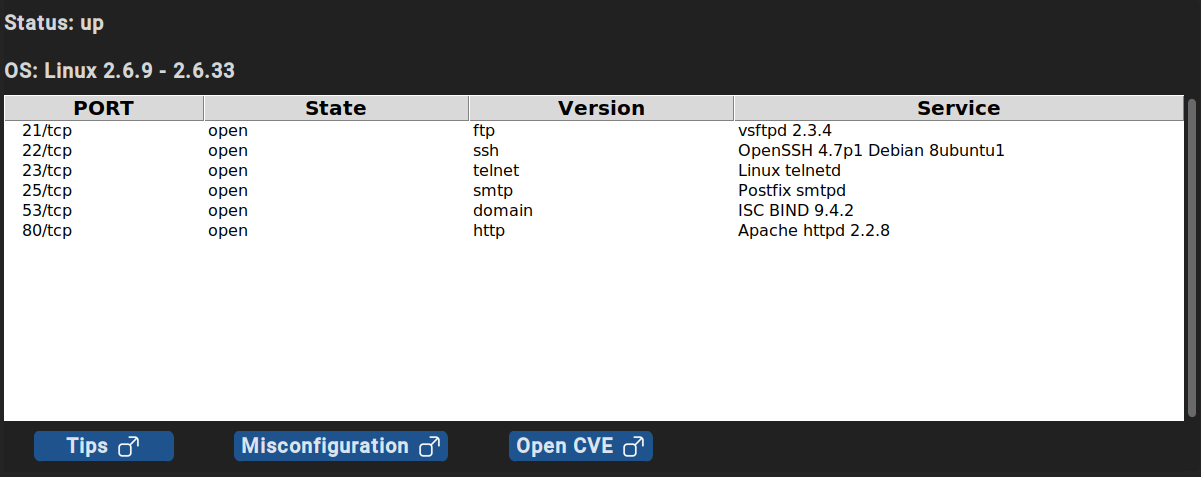 Status: up
OS: Linux 2.6.9 - 2.6.33
PORT State Version Service
21/tcp open ftp vsftpd 2.3.4
22/tcp open ssh OpenSSH 4.7p1 Debian 8ubuntu1
23/tcp open telnet Linux telnetd
25/tcp open smtp Postfix smtpd
53/tcp open domain ISC BIND 9.4.2
80/tcp open http Apache httpd 2.2.8
Tips Misconfiguration Open CVE